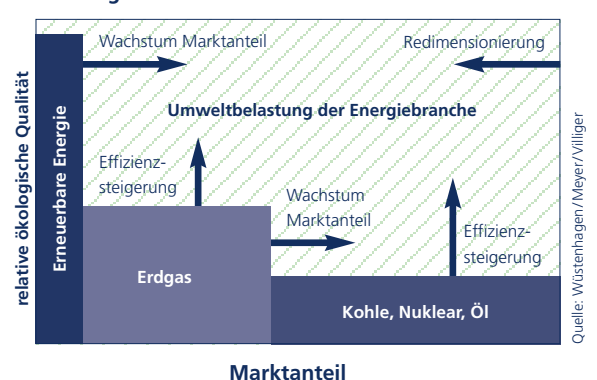 Wachstum Marktanteil
Redimensionierung
Umweltbelastung der Energiebranche
relative ökologische Qualität
Erneuerbare Energie
Effizienz-
steigerung
Wachstum
Marktanteil
Effizienz-
steigerung
Erdgas
Kohle, Nuklear, Öl
Marktanteil
Quelle: Wüstenhagen/Meyer/Villiger